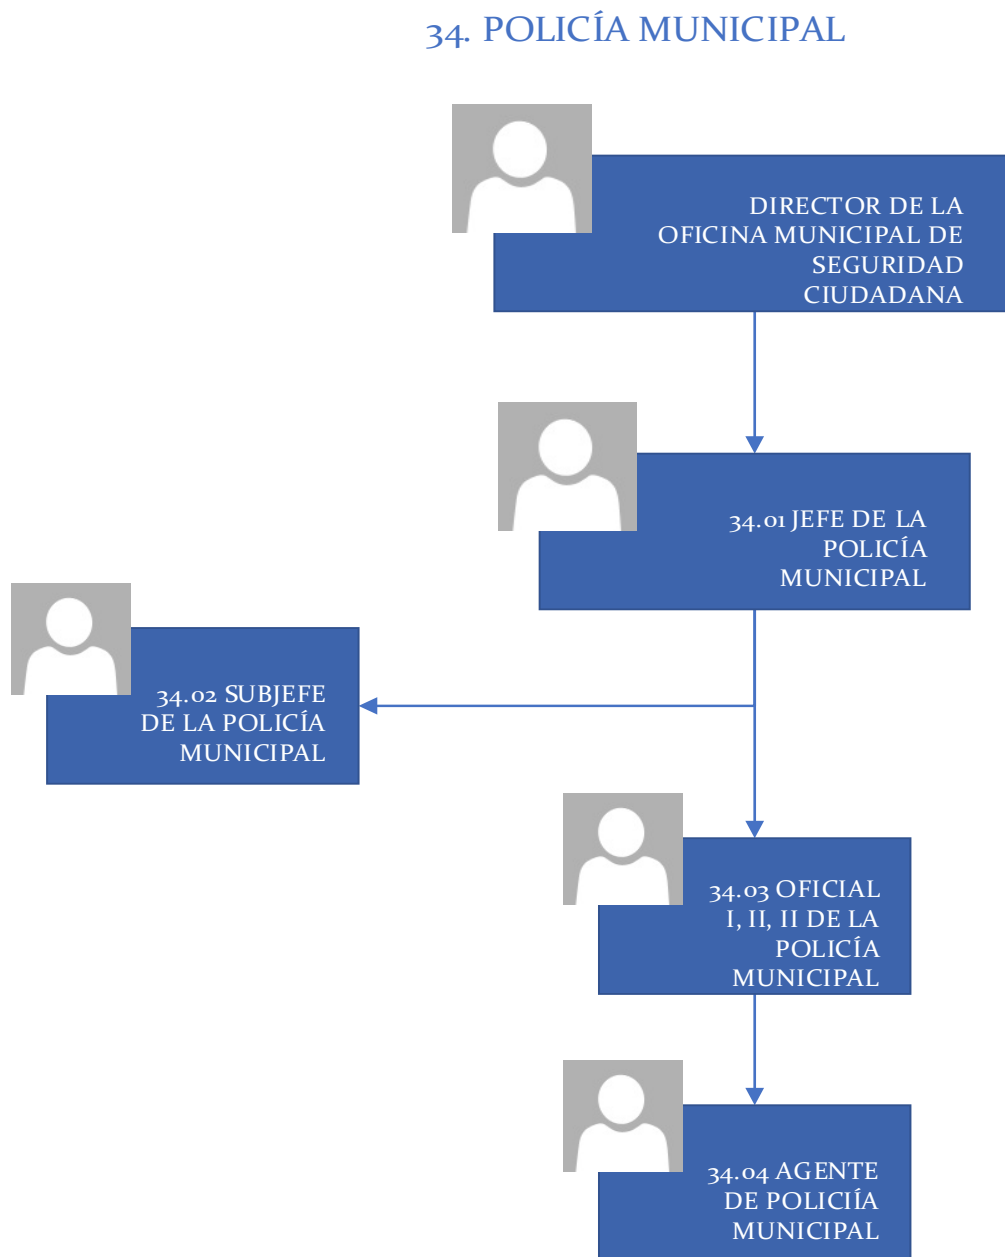 34. POLICÍA MUNICIPAL
DIRECTOR DE LA
OFICINA MUNICIPAL DE
SEGURIDAD
CIUDADANA
34.01 JEFE DE LA
POLICÍA
MUNICIPAL
34.02 SUBJEFE
DE LA POLICÍA
MUNICIPAL
34.03 OFICIAL
I, II, II DE LA
POLICÍA
MUNICIPAL
34.04 AGENTE
DE POLICIÍA
MUNICIPAL